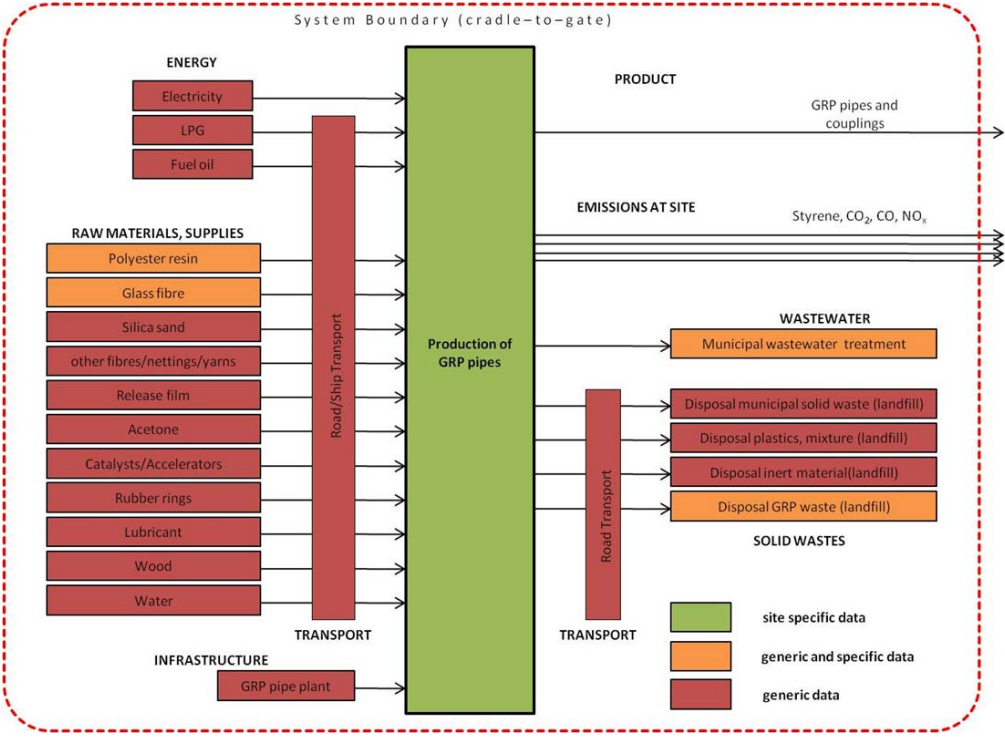 System Boundary (cradle–to–gate)
ENERGY
Electricity
LPG
Fuel oil
RAW MATERIALS, SUPPLIES
Polyester resin
Glass fibre
Silica sand
other fibres/nettings/yarns
Release film
Acetone
Catalysts/Accelerators
Rubber rings
Lubricant
Wood
Water
Road/Ship Transport
TRANSPORT
INFRASTRUCTURE
GRP pipe plant
Production of
GRP pipes
PRODUCT
GRP pipes and
couplings
EMISSIONS AT SITE
Styrene, CO₂, CO, NOₓ
WASTEWATER
Municipal wastewater treatment
Disposal municipal solid waste (landfill)
Disposal plastics, mixture (landfill)
Disposal inert material(landfill)
Disposal GRP waste (landfill)
SOLID WASTES
Road Transport
TRANSPORT
site specific data
generic and specific data
generic data